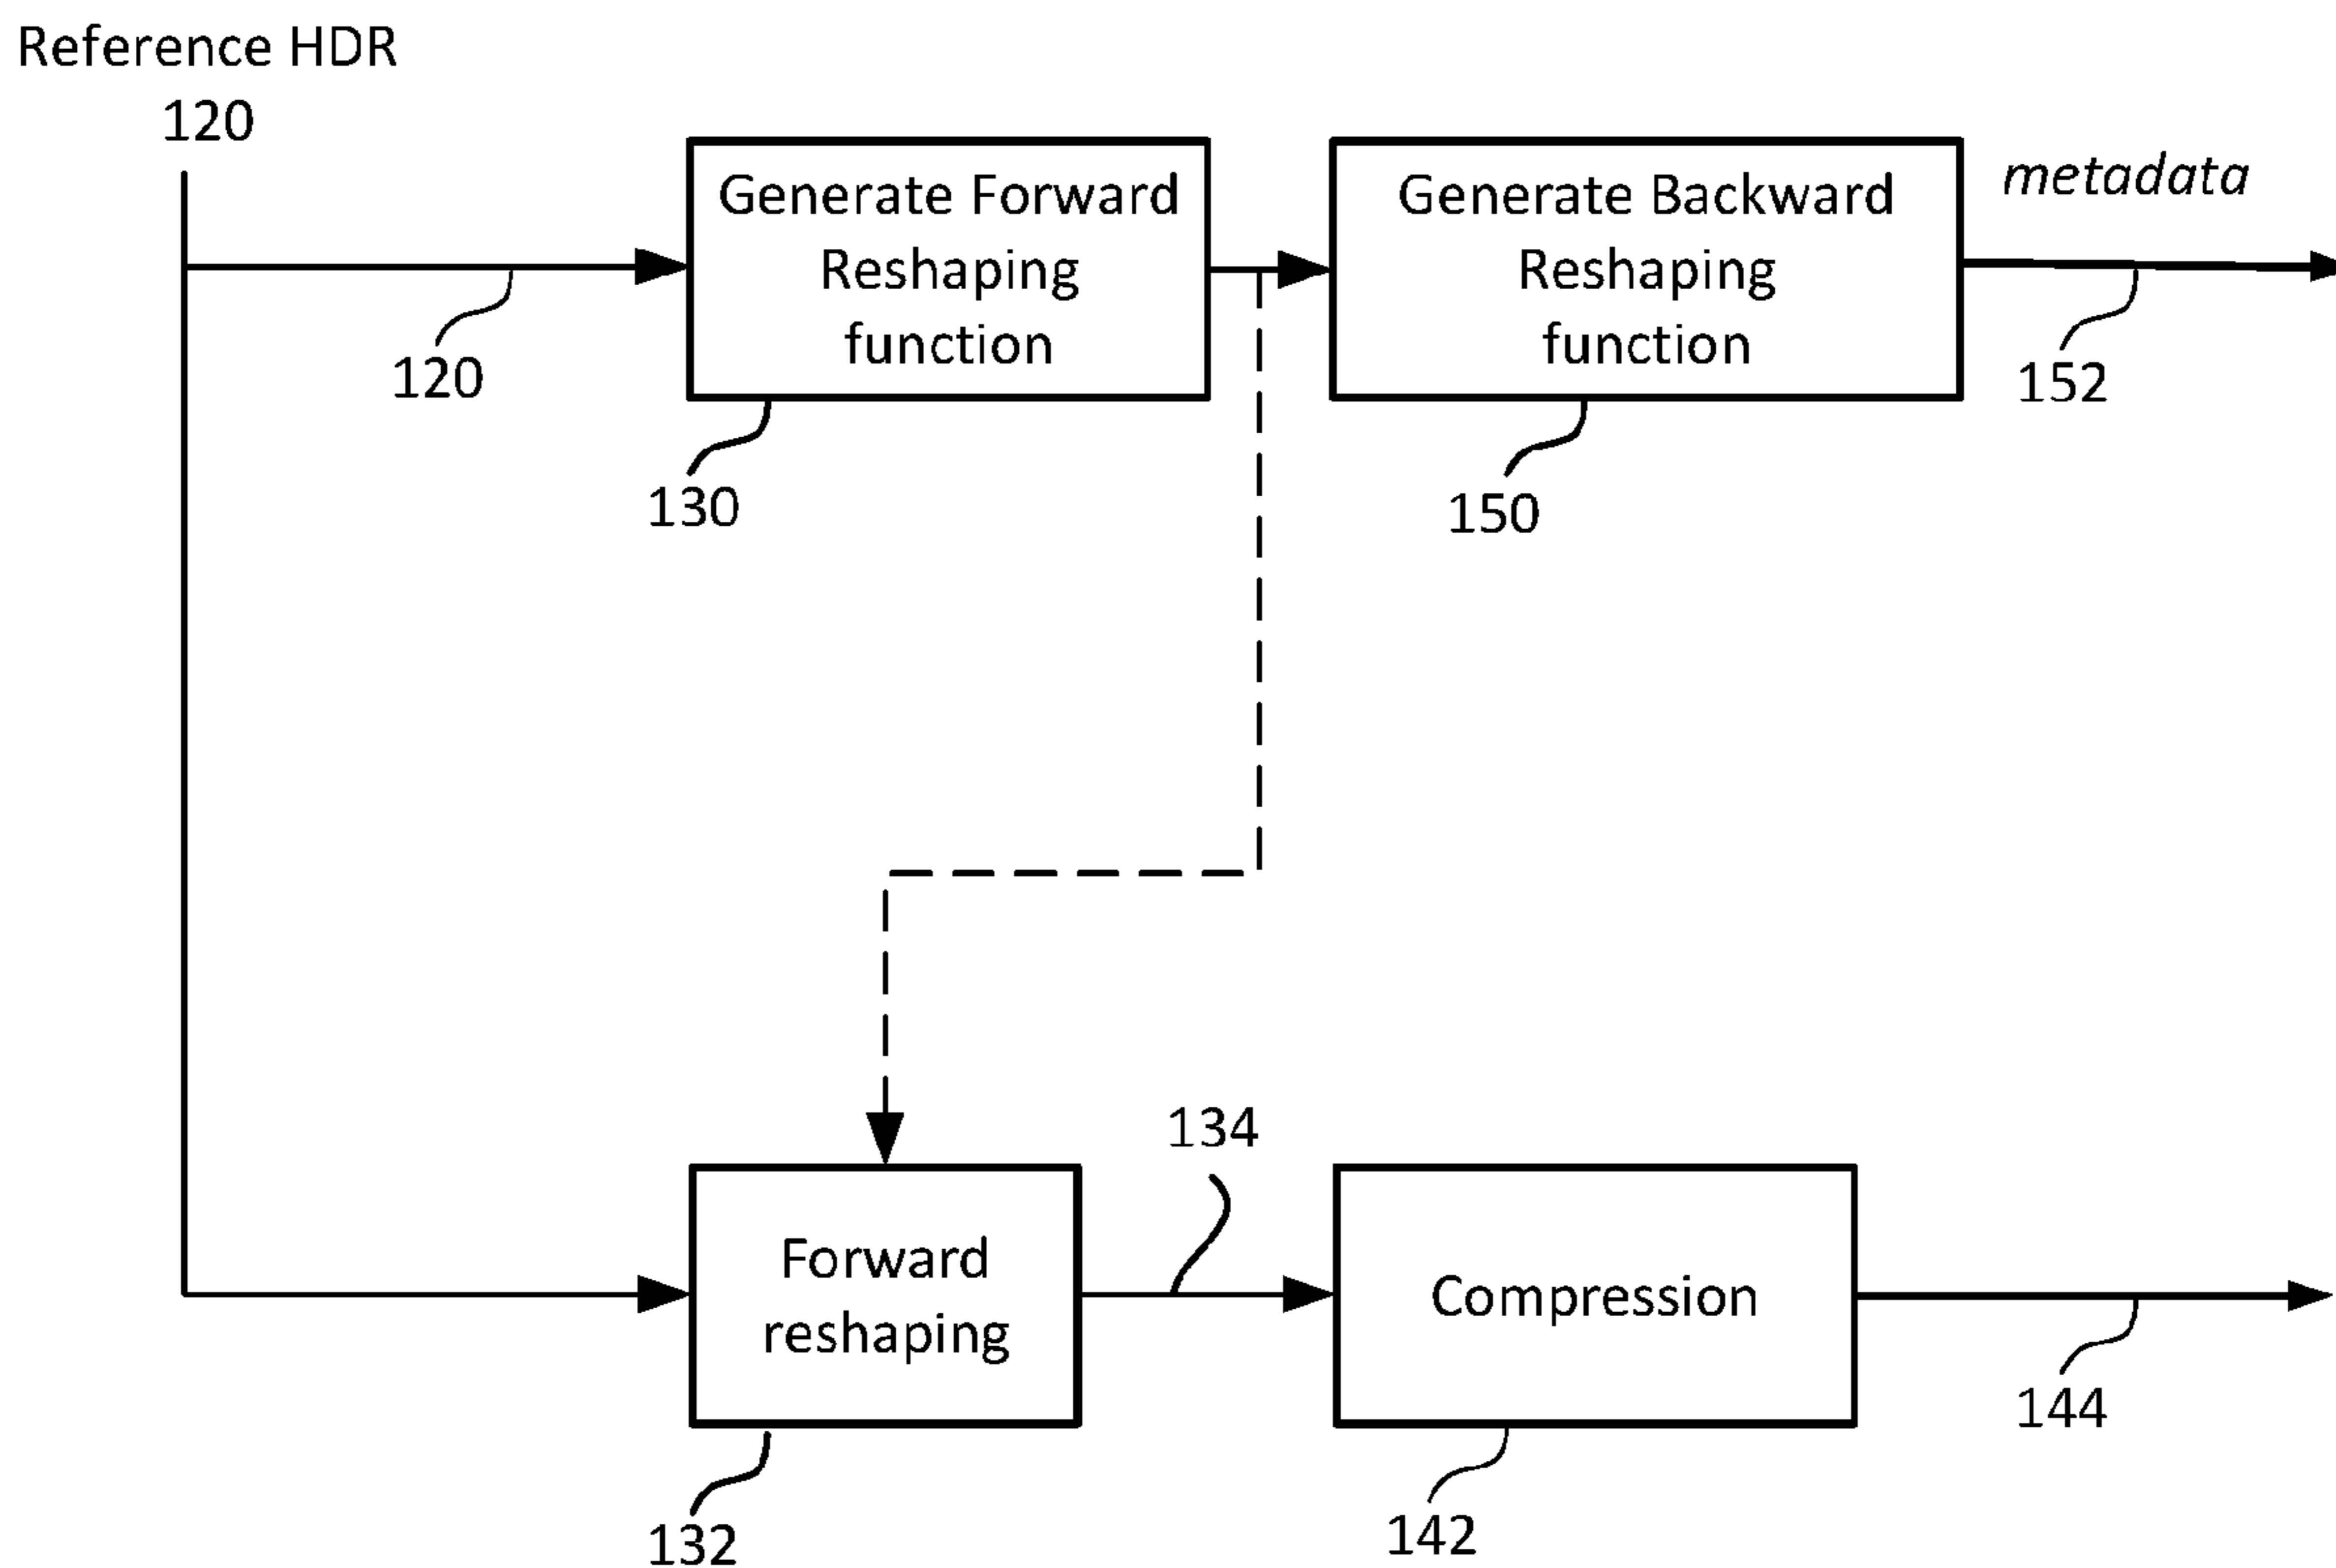 Reference HDR
120
Generate Forward
Reshaping
function
Generate Backward
Reshaping
function
metadata
120
152
130
150
134
Forward
reshaping
Compression
144
132
142